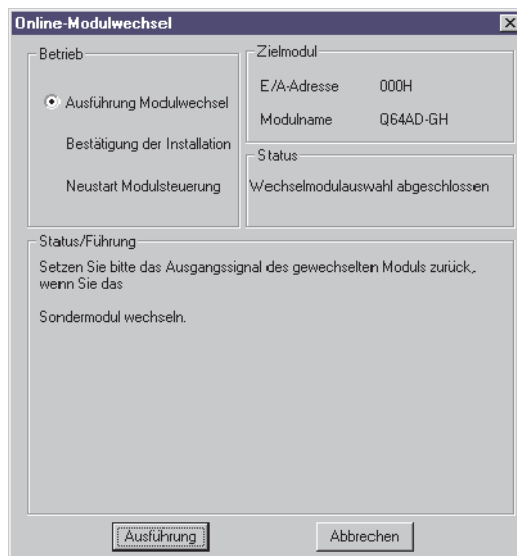 Online-Modulwechsel
Betrieb
Ausführung Modulwechsel
Bestätigung der Installation
Neustart Modulsteuerung
Zielmodul
E/A-Adresse 000H
Modulname Q64AD-GH
Status
Wechselmodulauswahl abgeschlossen
Status/Führung
Setzen Sie bitte das Ausgangssignal des gewechselten Moduls zurück,
wenn Sie das
Sondermodul wechseln.
Ausführung
Abbrechen